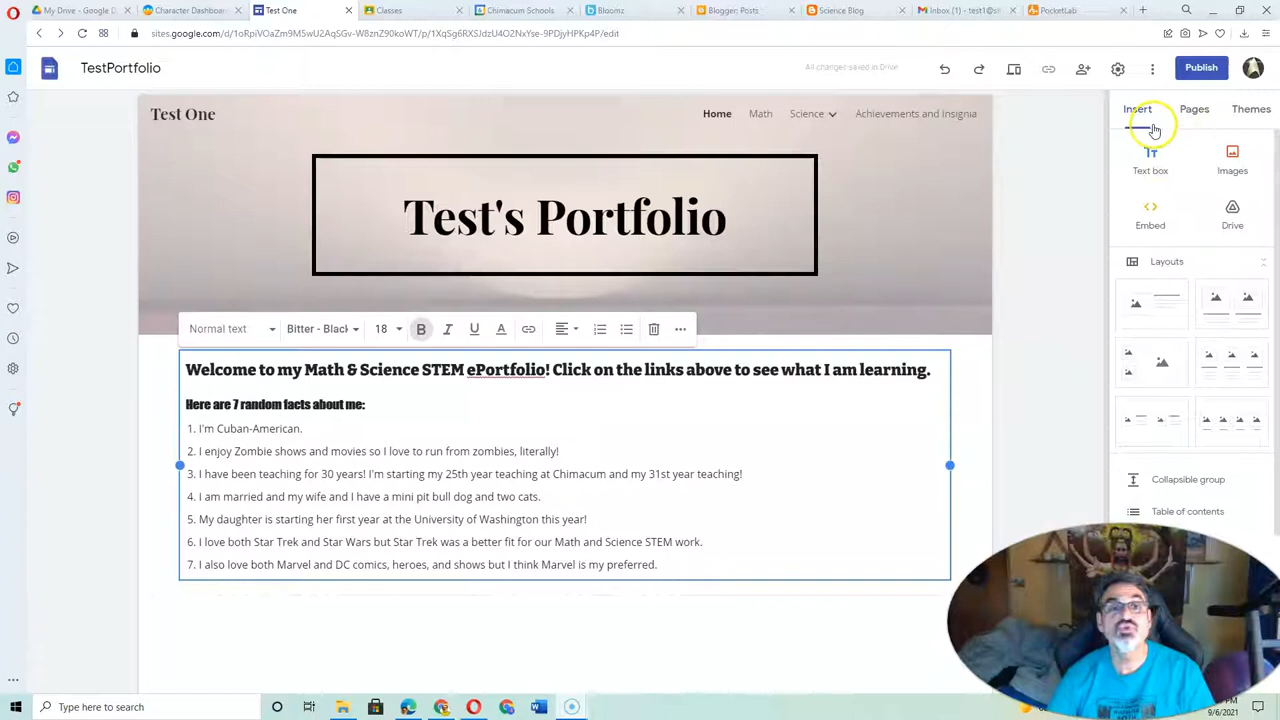 My Drive - Google D
Character Dashboard
Test One
Classes
Chimacum Schools
Bloomz
Blogger: Posts
Science Blog
Inbox (1) - test1@si
PocketLab
sites.google.com/d/
/edit
TestPortfolio
All changes saved in Drive
Publish
Test One
Home
Math
Science
Achievements and Insignia
Insert
Pages
Themes
Test's Portfolio
Text box
Images
Embed
Drive
Layouts
Normal text
Bitter - Black
18
B
I
U
A
Welcome to my Math & Science STEM ePortfolio! Click on the links above to see what I am learning.
Here are 7 random facts about me:
1. I'm Cuban-American.
2. I enjoy Zombie shows and movies so I love to run from zombies, literally!
3. I have been teaching for 30 years! I'm starting my 25th year teaching at Chimacum and my 31st year teaching!
4. I am married and my wife and I have a mini pit bull dog and two cats.
5. My daughter is starting her first year at the University of Washington this year!
6. I love both Star Trek and Star Wars but Star Trek was a better fit for our Math and Science STEM work.
7. I also love both Marvel and DC comics, heroes, and shows but I think Marvel is my preferred.
Collapsible group
Table of contents
Type here to search
9/6/2021